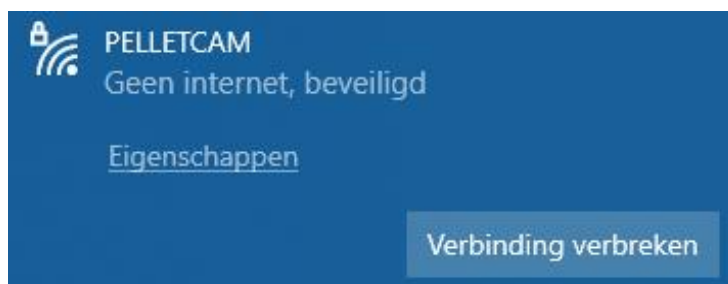 PELLETCAM
Geen internet, beveiligd
Eigenschappen
Verbinding verbreken